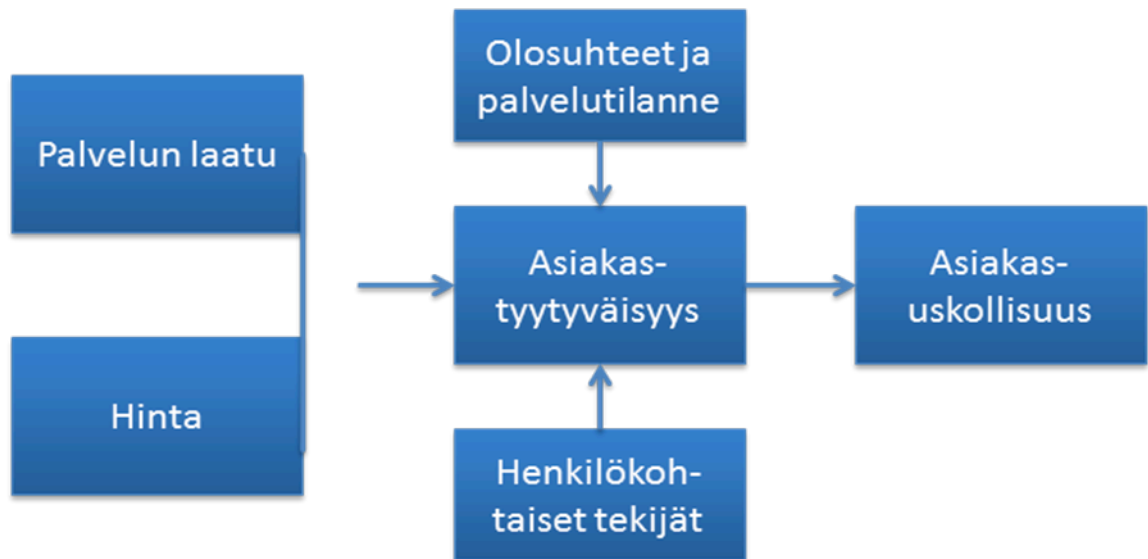 Palvelun laatu
Hinta
Olosuhteet ja
palvelutilanne
Asiakas-
tyytyväisyys
Henkilökoh-
taiset tekijät
Asiakas-
uskollisuus